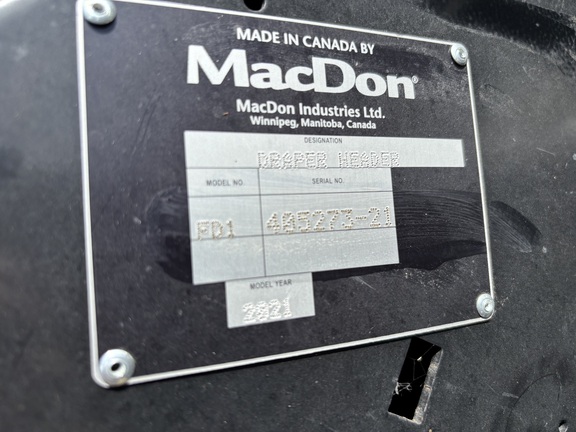 MADE IN CANADA BY
MacDon®
MacDon Industries Ltd.
Winnipeg, Manitoba, Canada
DESIGNATION
DRAPER HEADER
MODEL NO. SERIAL NO.
FD1 405273-21
MODEL YEAR
2021